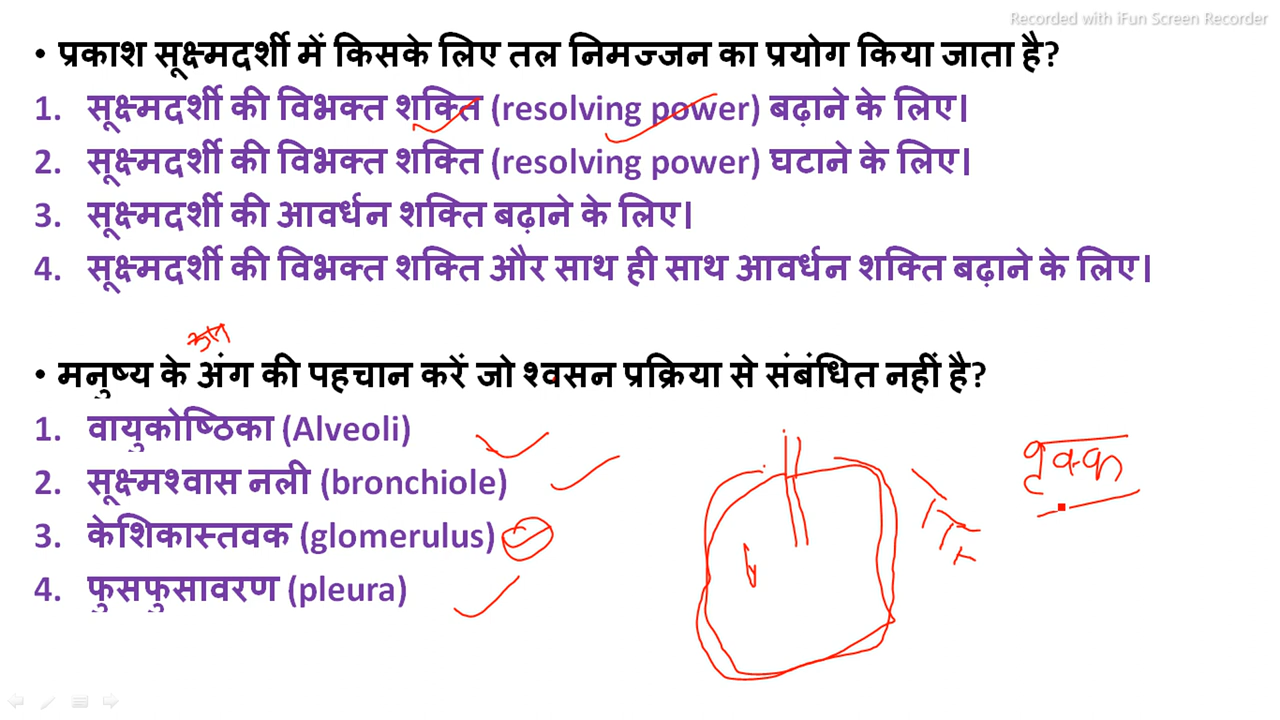 Recorded with iFun Screen Recorder
• प्रकाश सूक्ष्मदर्शी में किसके लिए तल निमज्जन का प्रयोग किया जाता है?
1. सूक्ष्मदर्शी की विभक्त शक्ति (resolving power) बढ़ाने के लिए।
2. सूक्ष्मदर्शी की विभक्त शक्ति (resolving power) घटाने के लिए।
3. सूक्ष्मदर्शी की आवर्धन शक्ति बढ़ाने के लिए।
4. सूक्ष्मदर्शी की विभक्त शक्ति और साथ ही साथ आवर्धन शक्ति बढ़ाने के लिए।
• मनुष्य के अंग की पहचान करें जो श्वसन प्रक्रिया से संबंधित नहीं है?
1. वायुकोष्ठिका (Alveoli)
2. सूक्ष्मश्वास नली (bronchiole)
3. केशिकास्तवक (glomerulus)
4. फुसफुसावरण (pleura)
वृक्क